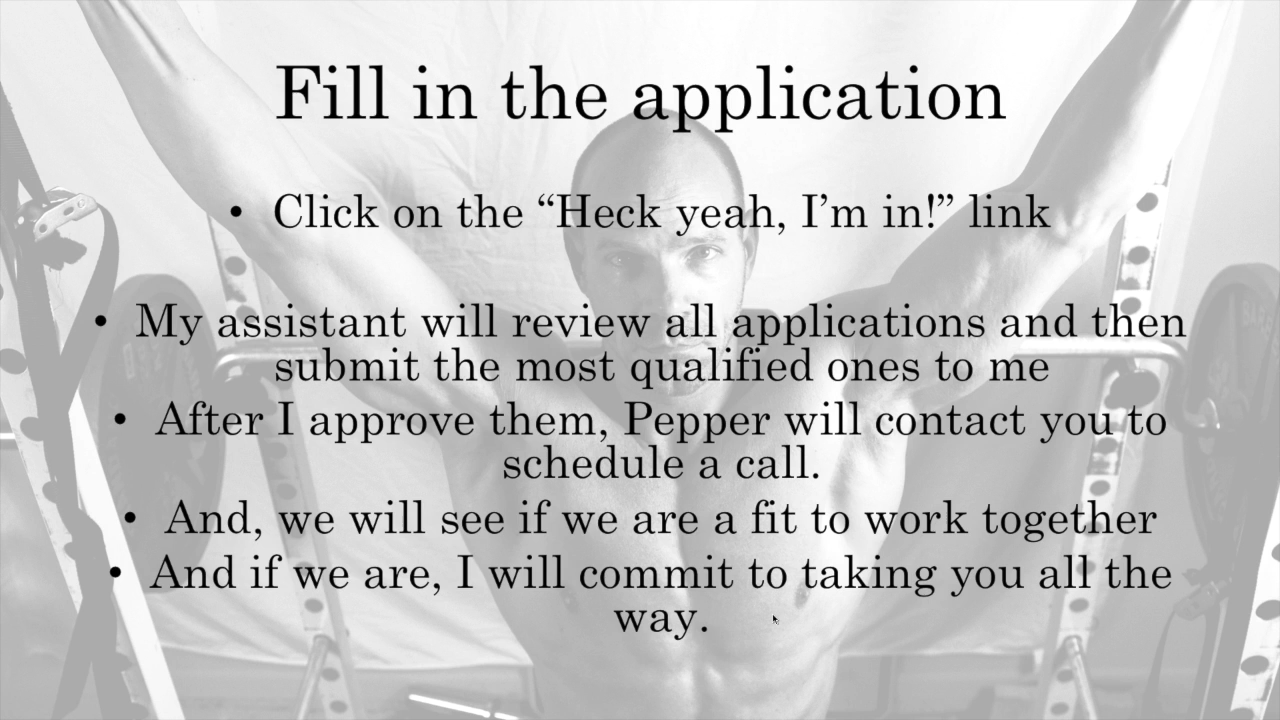 Fill in the application
• Click on the “Heck yeah, I’m in!” link
• My assistant will review all applications and then
submit the most qualified ones to me
• After I approve them, Pepper will contact you to
schedule a call.
• And, we will see if we are a fit to work together
• And if we are, I will commit to taking you all the
way.